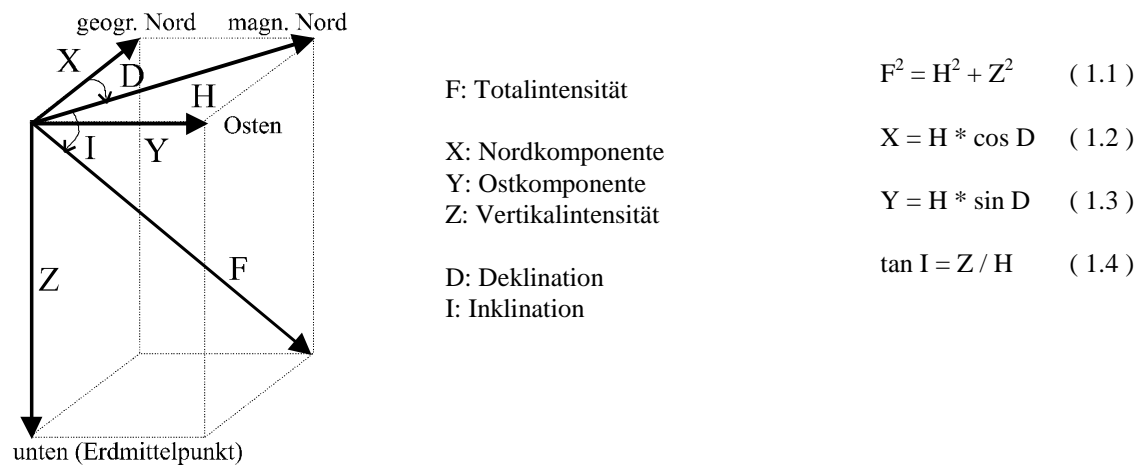 geogr. Nord magn. Nord
X
D
H
Osten
I
Y
F
Z
unten (Erdmittelpunkt)
F: Totalintensität
X: Nordkomponente
Y: Ostkomponente
Z: Vertikalintensität
D: Deklination
I: Inklination
F² = H² + Z² ( 1.1 )
X = H * cos D ( 1.2 )
Y = H * sin D ( 1.3 )
tan I = Z / H ( 1.4 )